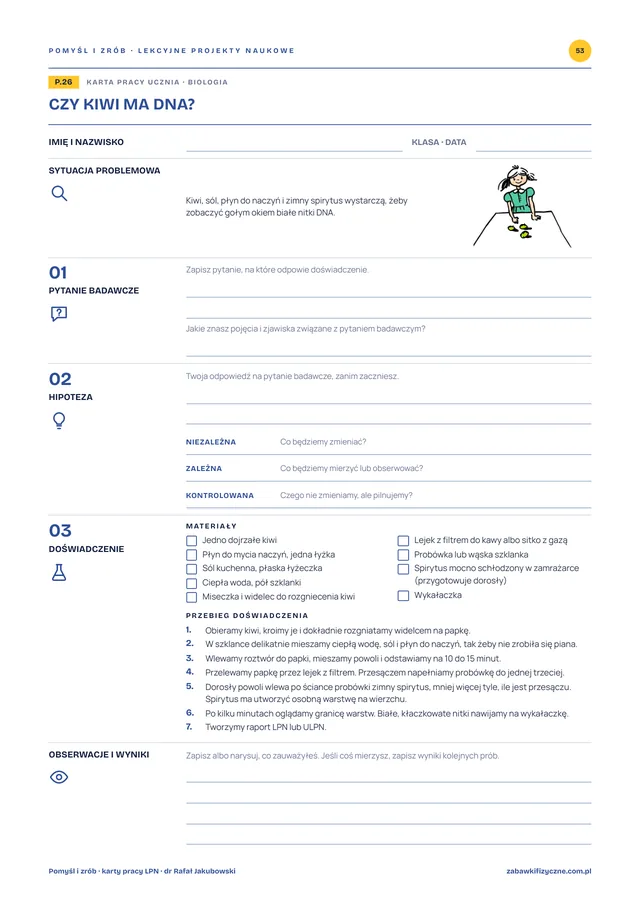 POMYŚL I ZRÓB · LEKCYJNE PROJEKTY NAUKOWE
53
P.26 KARTA PRACY UCZNIA · BIOLOGIA
CZY KIWI MA DNA?
IMIĘ I NAZWISKO
KLASA · DATA
SYTUACJA PROBLEMOWA
Kiwi, sól, płyn do naczyń i zimny spirytus wystarczą, żeby
zobaczyć gołym okiem białe nitki DNA.
01
PYTANIE BADAWCZE
Zapisz pytanie, na które odpowie doświadczenie.
Jakie znasz pojęcia i zjawiska związane z pytaniem badawczym?
02
HIPOTEZA
Twoja odpowiedź na pytanie badawcze, zanim zaczniesz.
NIEZALEŻNA Co będziemy zmieniać?
ZALEŻNA Co będziemy mierzyć lub obserwować?
KONTROLOWANA Czego nie zmieniamy, ale pilnujemy?
03
DOŚWIADCZENIE
MATERIAŁY
Jedno dojrzałe kiwi
Płyn do mycia naczyń, jedna łyżka
Sól kuchenna, płaska łyżeczka
Ciepła woda, pół szklanki
Miseczka i widelec do rozgniecenia kiwi
Lejek z filtrem do kawy albo sitko z gazą
Probówka lub wąska szklanka
Spirytus mocno schłodzony w zamrażarce
(przygotowuje dorosły)
Wykałaczka
PRZEBIEG DOŚWIADCZENIA
1. Obieramy kiwi, kroimy je i dokładnie rozgniatamy widelcem na papkę.
2. W szklance delikatnie mieszamy ciepłą wodę, sól i płyn do naczyń, tak żeby nie zrobiła się piana.
3. Wlewamy roztwór do papki, mieszamy powoli i odstawiamy na 10 do 15 minut.
4. Przelewamy papkę przez lejek z filtrem. Przesączem napełniamy probówkę do jednej trzeciej.
5. Dorosły powoli wlewa po ściance probówki zimny spirytus, mniej więcej tyle, ile jest przesączu.
Spirytus ma utworzyć osobną warstwę na wierzchu.
6. Po kilku minutach oglądamy granicę warstw. Białe, kłaczkowate nitki nawijamy na wykałaczkę.
7. Tworzymy raport LPN lub ULPN.
OBSERWACJE I WYNIKI
Zapisz albo narysuj, co zauważyłeś. Jeśli coś mierzysz, zapisz wyniki kolejnych prób.
Pomyśl i zrób · karty pracy LPN · dr Rafał Jakubowski
zabawkifizyczne.com.pl